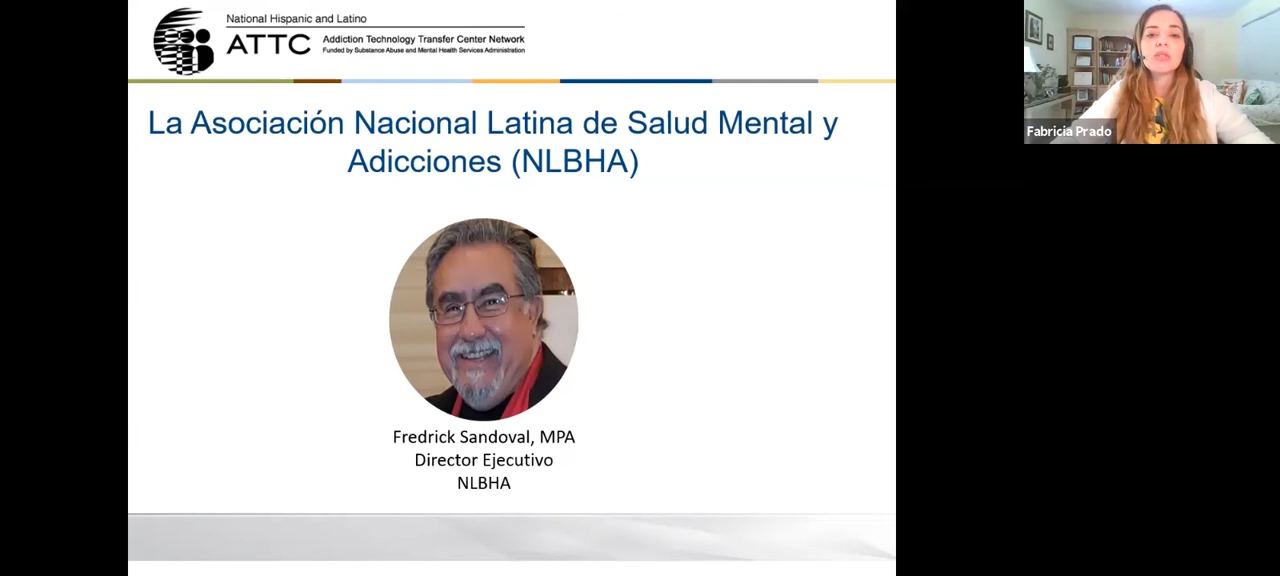 National Hispanic and Latino
ATTC
Addiction Technology Transfer Center Network
Funded by Substance Abuse and Mental Health Services Administration
Fabricia Prado
La Asociación Nacional Latina de Salud Mental y
Adicciones (NLBHA)
Fredrick Sandoval, MPA
Director Ejecutivo
NLBHA